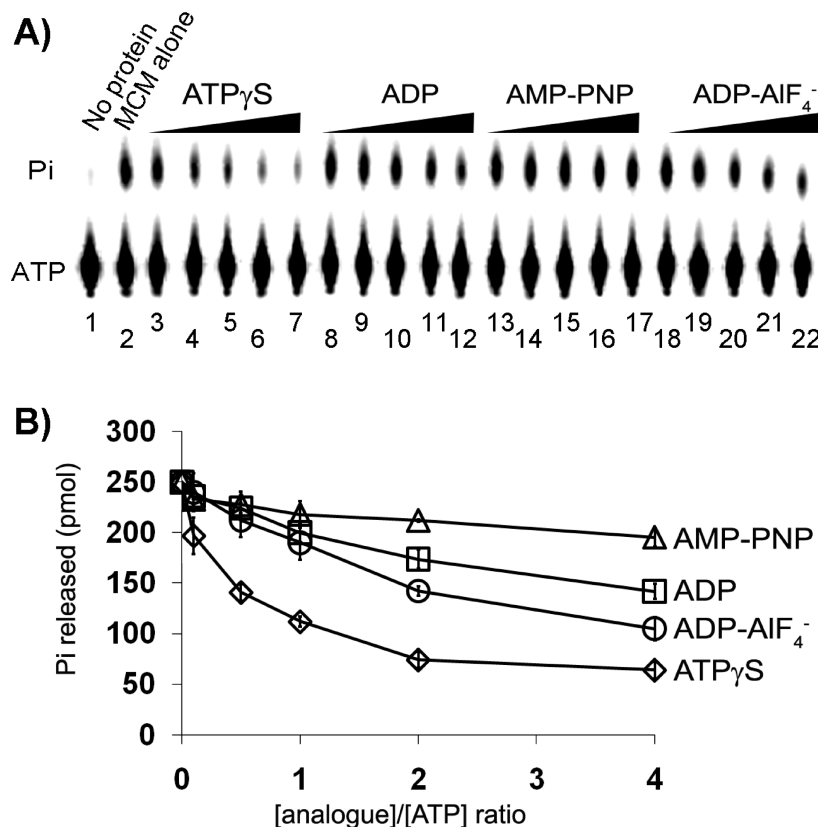 A)
No protein
MCM alone
ATPγS ADP AMP-PNP ADP-AlF4-
Pi
ATP
1 2 3 4 5 6 7 8 9 10 11 12 13 14 15 16 17 18 19 20 21 22
B)
300
250
200
150
100
50
0
Pi released (pmol)
AMP-PNP
ADP
ADP-AlF4-
ATPγS
0 1 2 3 4
[analogue]/[ATP] ratio